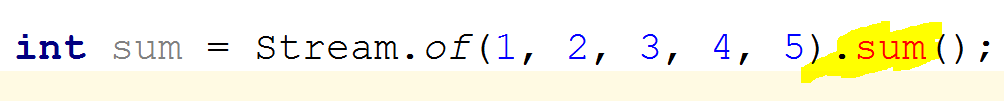 int sum = Stream.of(1, 2, 3, 4, 5).sum();